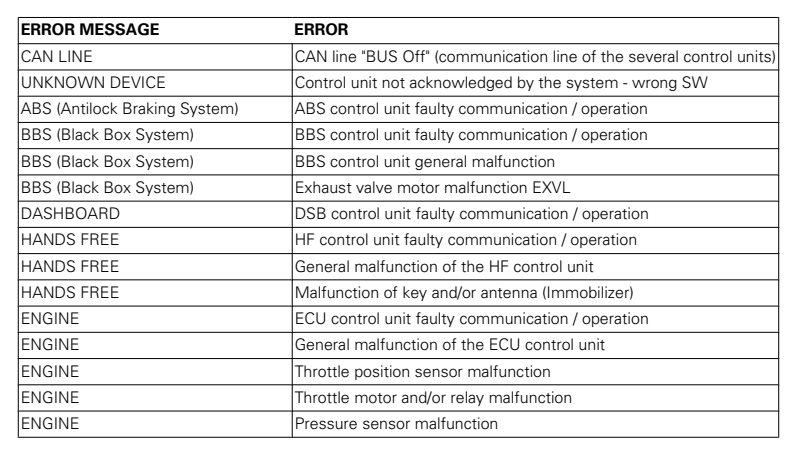 ERROR MESSAGE ERROR
CAN LINE CAN line "BUS Off" (communication line of the several control units)
UNKNOWN DEVICE Control unit not acknowledged by the system - wrong SW
ABS (Antilock Braking System) ABS control unit faulty communication / operation
BBS (Black Box System) BBS control unit faulty communication / operation
BBS (Black Box System) BBS control unit general malfunction
BBS (Black Box System) Exhaust valve motor malfunction EXVL
DASHBOARD DSB control unit faulty communication / operation
HANDS FREE HF control unit faulty communication / operation
HANDS FREE General malfunction of the HF control unit
HANDS FREE Malfunction of key and/or antenna (Immobilizer)
ENGINE ECU control unit faulty communication / operation
ENGINE General malfunction of the ECU control unit
ENGINE Throttle position sensor malfunction
ENGINE Throttle motor and/or relay malfunction
ENGINE Pressure sensor malfunction